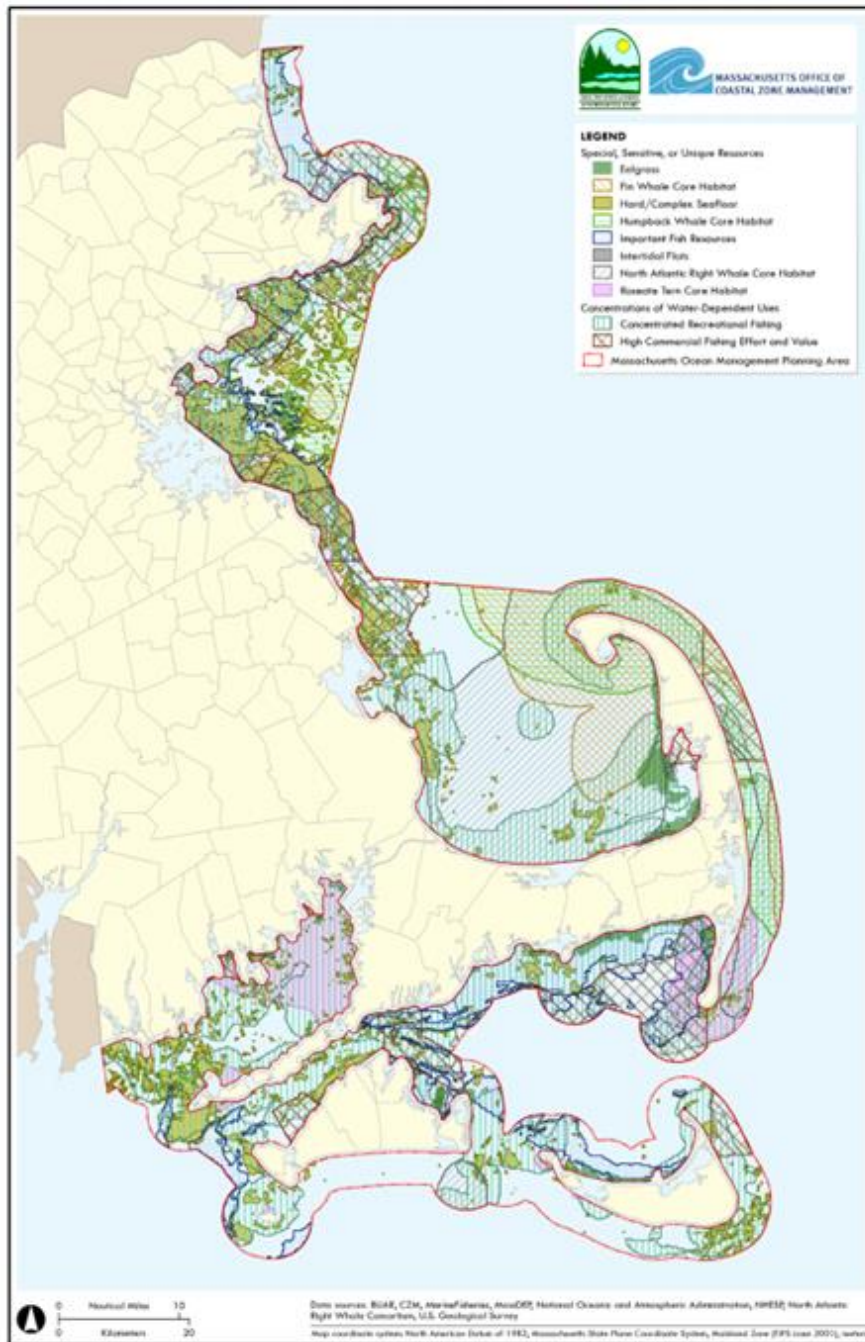 MASSACHUSETTS OFFICE OF
COASTAL ZONE MANAGEMENT
LEGEND
Special, Sensitive, or Unique Resources
Eelgrass
Fin Whale Core Habitat
Hard/Complex Seafloor
Humpback Whale Core Habitat
Important Fish Resources
Intertidal Flats
North Atlantic Right Whale Core Habitat
Roseate Tern Core Habitat
Concentrations of Water-Dependent Uses
Concentrated Recreational Fishing
High Commercial Fishing Effort and Value
Massachusetts Ocean Management Planning Area
0 Nautical Miles 10
0 Kilometers 20
Data sources: BUAR, CZM, MarineFisheries, MassDEP, National Oceanic and Atmospheric Administration, NHESP, North Atlantic
Right Whale Consortium, U.S. Geological Survey
Map coordinate system: North American Datum of 1983, Massachusetts State Plane Coordinate System, Mainland Zone (FIPS